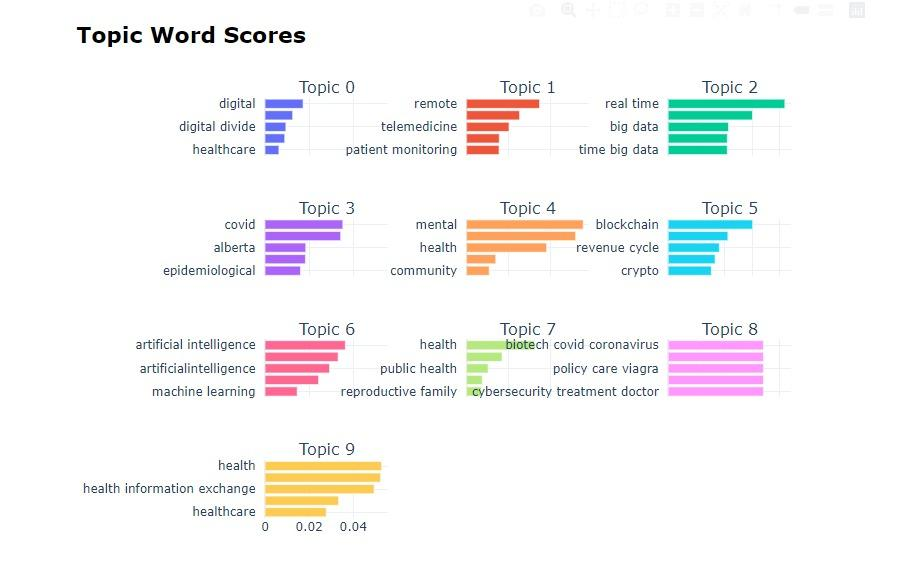 Topic Word Scores
Topic 0
digital
digital divide
healthcare
Topic 1
remote
telemedicine
patient monitoring
Topic 2
real time
big data
time big data
Topic 3
covid
alberta
epidemiological
Topic 4
mental
health
community
Topic 5
blockchain
revenue cycle
crypto
Topic 6
artificial intelligence
artificialintelligence
machine learning
Topic 7
health
public health
reproductive family
Topic 8
biotech covid coronavirus
policy care viagra
cybersecurity treatment doctor
Topic 9
health
health information exchange
healthcare
0 0.02 0.04